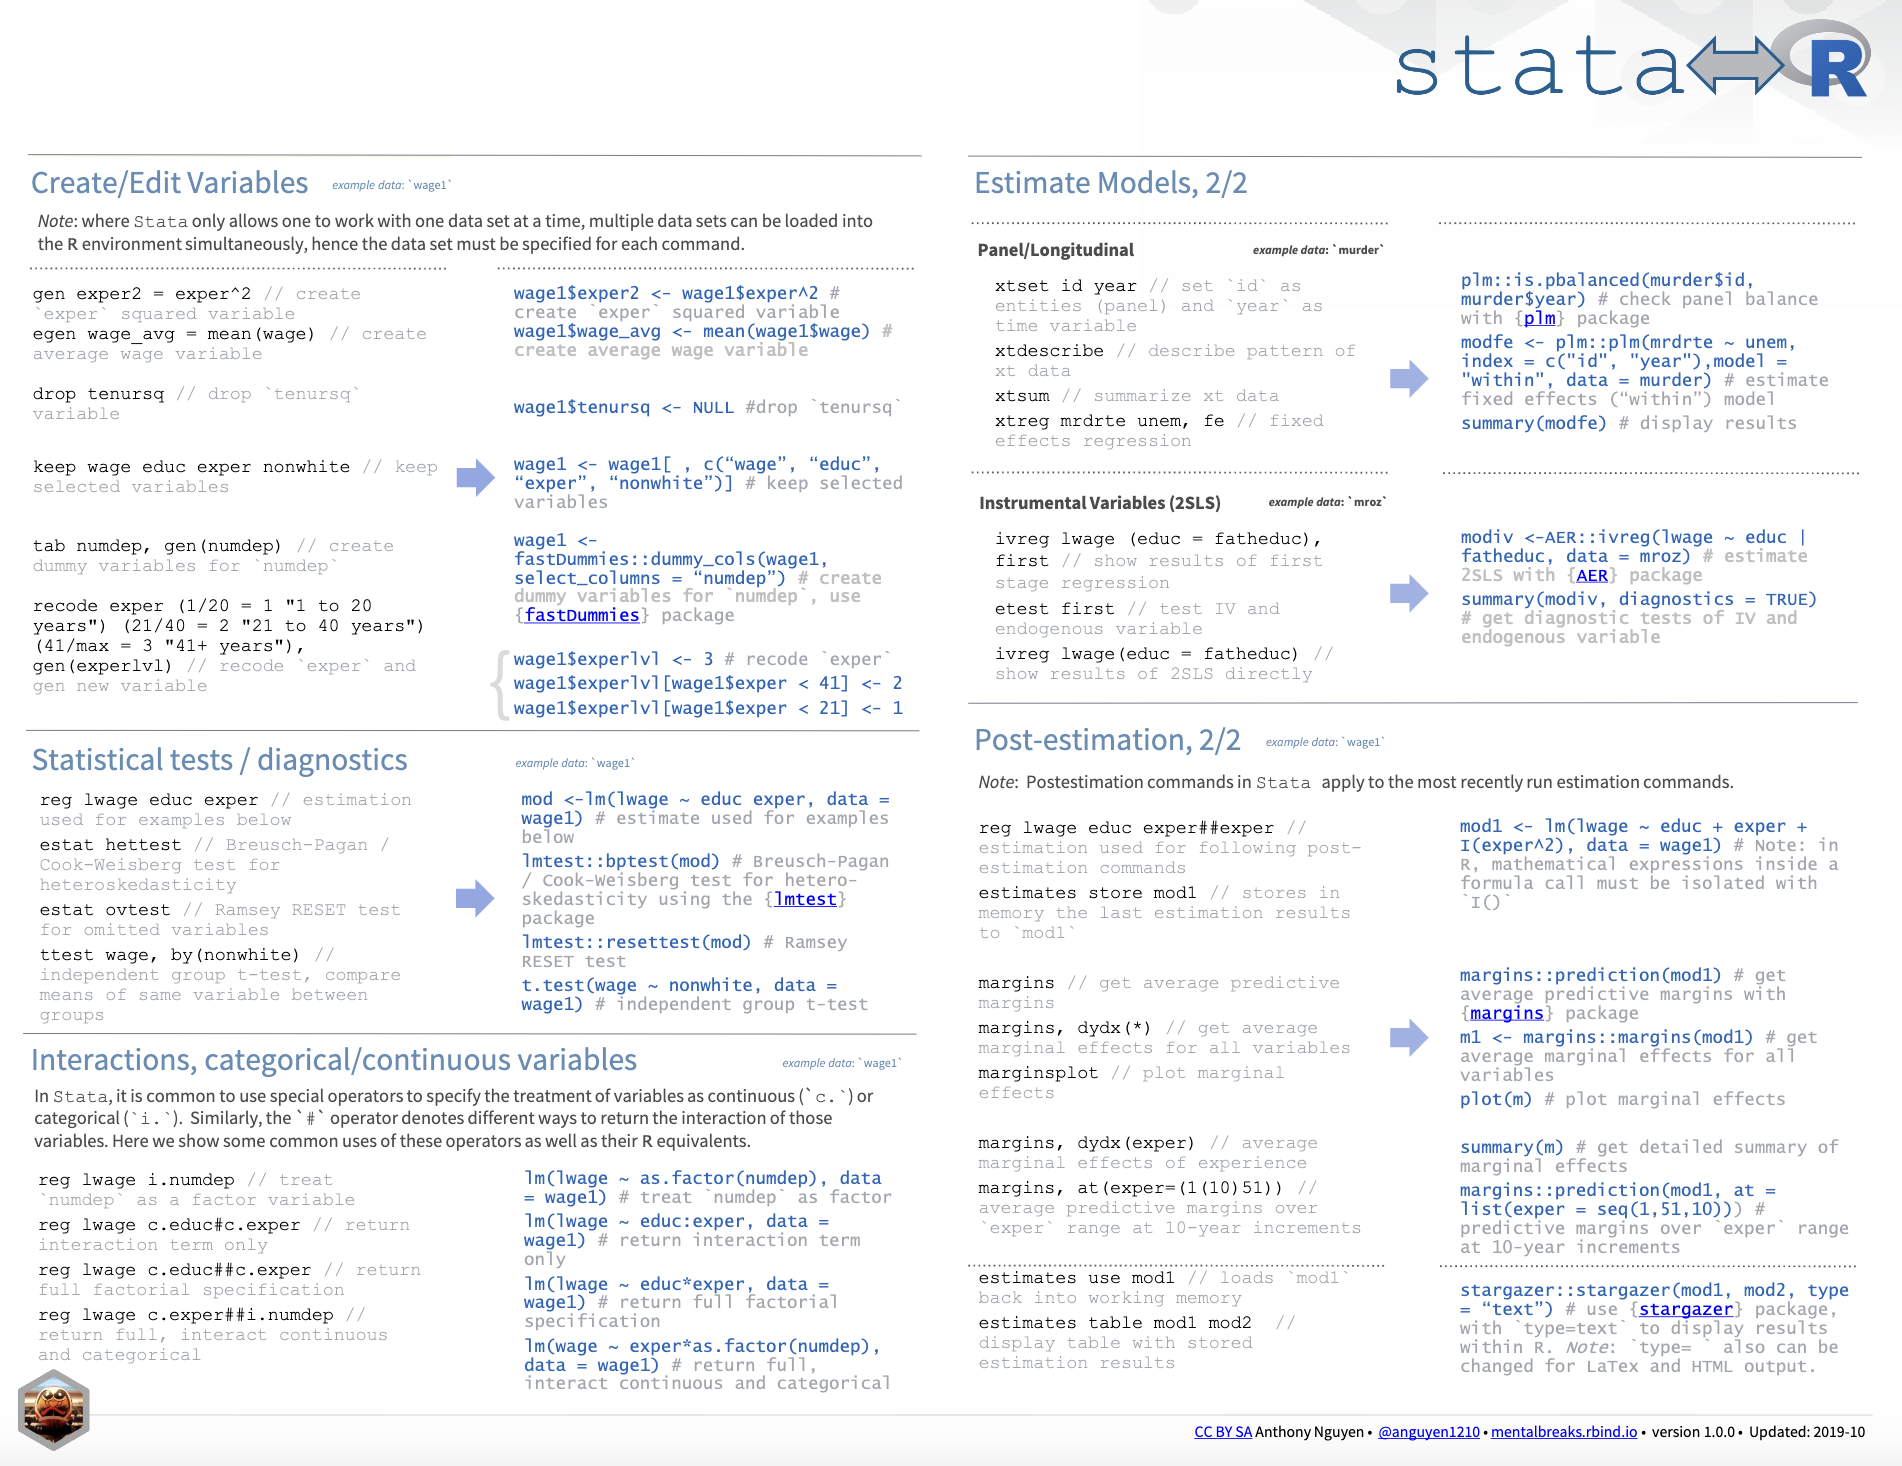 stata R
Create/Edit Variables example data: `wage1`
Note: where Stata only allows one to work with one data set at a time, multiple data sets can be loaded into
the R environment simultaneously, hence the data set must be specified for each command.
gen exper2 = exper^2 // create
`exper` squared variable
egen wage_avg = mean(wage) // create
average wage variable
drop tenursq // drop `tenursq`
variable
keep wage educ exper nonwhite // keep
selected variables
tab numdep, gen(numdep) // create
dummy variables for `numdep`
recode exper (1/20 = 1 "1 to 20
years") (21/40 = 2 "21 to 40 years")
(41/max = 3 "41+ years"),
gen(experlvl) // recode `exper` and
gen new variable
wage1$exper2 <- wage1$exper^2 #
create `exper` squared variable
wage1$wage_avg <- mean(wage1$wage) #
create average wage variable
wage1$tenursq <- NULL #drop `tenursq`
wage1 <- wage1[ , c(“wage”, “educ”,
“exper”, “nonwhite”)] # keep selected
variables
wage1 <-
fastDummies::dummy_cols(wage1,
select_columns = “numdep”) # create
dummy variables for `numdep`, use
{fastDummies} package
wage1$experlvl <- 3 # recode `exper`
wage1$experlvl[wage1$exper < 41] <- 2
wage1$experlvl[wage1$exper < 21] <- 1
Statistical tests / diagnostics example data: `wage1`
reg lwage educ exper // estimation
used for examples below
estat hettest // Breusch-Pagan /
Cook-Weisberg test for
heteroskedasticity
estat ovtest // Ramsey RESET test
for omitted variables
ttest wage, by(nonwhite) //
independent group t-test, compare
means of same variable between
groups
mod <-lm(lwage ~ educ exper, data =
wage1) # estimate used for examples
below
lmtest::bptest(mod) # Breusch-Pagan
/ Cook-Weisberg test for hetero-
skedasticity using the {lmtest}
package
lmtest::resettest(mod) # Ramsey
RESET test
t.test(wage ~ nonwhite, data =
wage1) # independent group t-test
Interactions, categorical/continuous variables example data: `wage1`
In Stata, it is common to use special operators to specify the treatment of variables as continuous (`c.`) or
categorical (`i.`). Similarly, the `#` operator denotes different ways to return the interaction of those
variables. Here we show some common uses of these operators as well as their R equivalents.
reg lwage i.numdep // treat
`numdep` as a factor variable
reg lwage c.educ#c.exper // return
interaction term only
reg lwage c.educ##c.exper // return
full factorial specification
reg lwage c.exper##i.numdep //
return full, interact continuous
and categorical
lm(lwage ~ as.factor(numdep), data
= wage1) # treat `numdep` as factor
lm(lwage ~ educ:exper, data =
wage1) # return interaction term
only
lm(lwage ~ educ*exper, data =
wage1) # return full factorial
specification
lm(wage ~ exper*as.factor(numdep),
data = wage1) # return full,
interact continuous and categorical
Estimate Models, 2/2
Panel/Longitudinal example data: `murder`
xtset id year // set `id` as
entities (panel) and `year` as
time variable
xtdescribe // describe pattern of
xt data
xtsum // summarize xt data
xtreg mrdrte unem, fe // fixed
effects regression
plm::is.pbalanced(murder$id,
murder$year) # check panel balance
with {plm} package
modfe <- plm::plm(mrdrte ~ unem,
index = c("id", "year"),model =
"within", data = murder) # estimate
fixed effects (“within”) model
summary(modfe) # display results
Instrumental Variables (2SLS) example data: `mroz`
ivreg lwage (educ = fatheduc),
first // show results of first
stage regression
etest first // test IV and
endogenous variable
ivreg lwage(educ = fatheduc) //
show results of 2SLS directly
modiv <-AER::ivreg(lwage ~ educ |
fatheduc, data = mroz) # estimate
2SLS with {AER} package
summary(modiv, diagnostics = TRUE)
# get diagnostic tests of IV and
endogenous variable
Post-estimation, 2/2 example data: `wage1`
Note: Postestimation commands in Stata apply to the most recently run estimation commands.
reg lwage educ exper##exper //
estimation used for following post-
estimation commands
estimates store mod1 // stores in
memory the last estimation results
to `mod1`
margins // get average predictive
margins
margins, dydx(*) // get average
marginal effects for all variables
marginsplot // plot marginal
effects
margins, dydx(exper) // average
marginal effects of experience
margins, at(exper=(1(10)51)) //
average predictive margins over
`exper` range at 10-year increments
estimates use mod1 // loads `mod1`
back into working memory
estimates table mod1 mod2 //
display table with stored
estimation results
mod1 <- lm(lwage ~ educ + exper +
I(exper^2), data = wage1) # Note: in
R, mathematical expressions inside a
formula call must be isolated with
`I()`
margins::prediction(mod1) # get
average predictive margins with
{margins} package
m1 <- margins::margins(mod1) # get
average marginal effects for all
variables
plot(m) # plot marginal effects
summary(m) # get detailed summary of
marginal effects
margins::prediction(mod1, at =
list(exper = seq(1,51,10))) #
predictive margins over `exper` range
at 10-year increments
stargazer::stargazer(mod1, mod2, type
= “text”) # use {stargazer} package,
with `type=text` to display results
within R. Note: `type= ` also can be
changed for LaTex and HTML output.
CC BY SA Anthony Nguyen • @anguyen1210 • mentalbreaks.rbind.io • version 1.0.0 • Updated: 2019-10